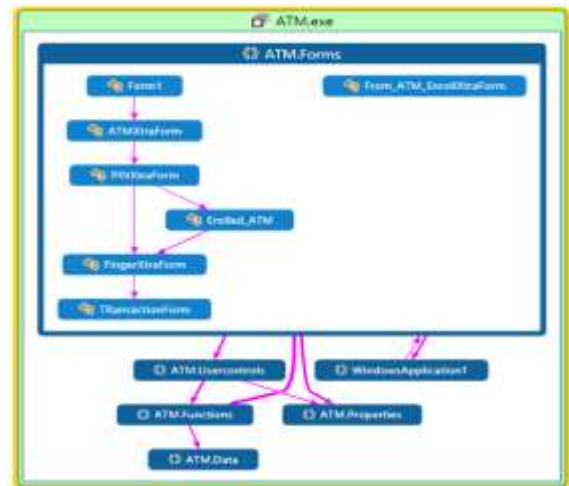 ATM.exe
ATM.Forms
Form1
From_ATM_EnrollXtraForm
ATMXtraForm
PINXtraForm
Erolled_ATM
FingerXtraForm
TRansactionForm
ATM.Usercontrols
WindowsApplication1
ATM.Functions
ATM.Properties
ATM.Data